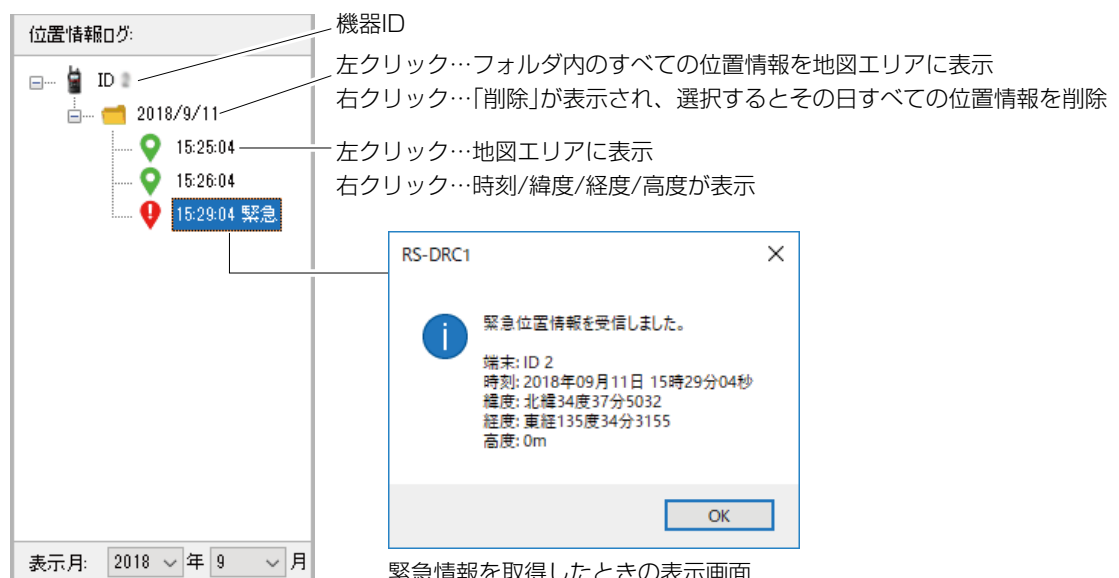 位置情報ログ:
機器ID
ID 2
左クリック…フォルダ内のすべての位置情報を地図エリアに表示
右クリック…「削除」が表示され、選択するとその日すべての位置情報を削除
2018/9/11
15:25:04
左クリック…地図エリアに表示
15:26:04
右クリック…時刻/緯度/経度/高度が表示
15:29:04 緊急
RS-DRC1
緊急位置情報を受信しました。
端末: ID 2
時刻: 2018年09月11日 15時29分04秒
緯度: 北緯34度37分5032
経度: 東経135度34分3155
高度: 0m
OK
表示月: 2018 年 9 月
緊急情報を取得したときの表示画面